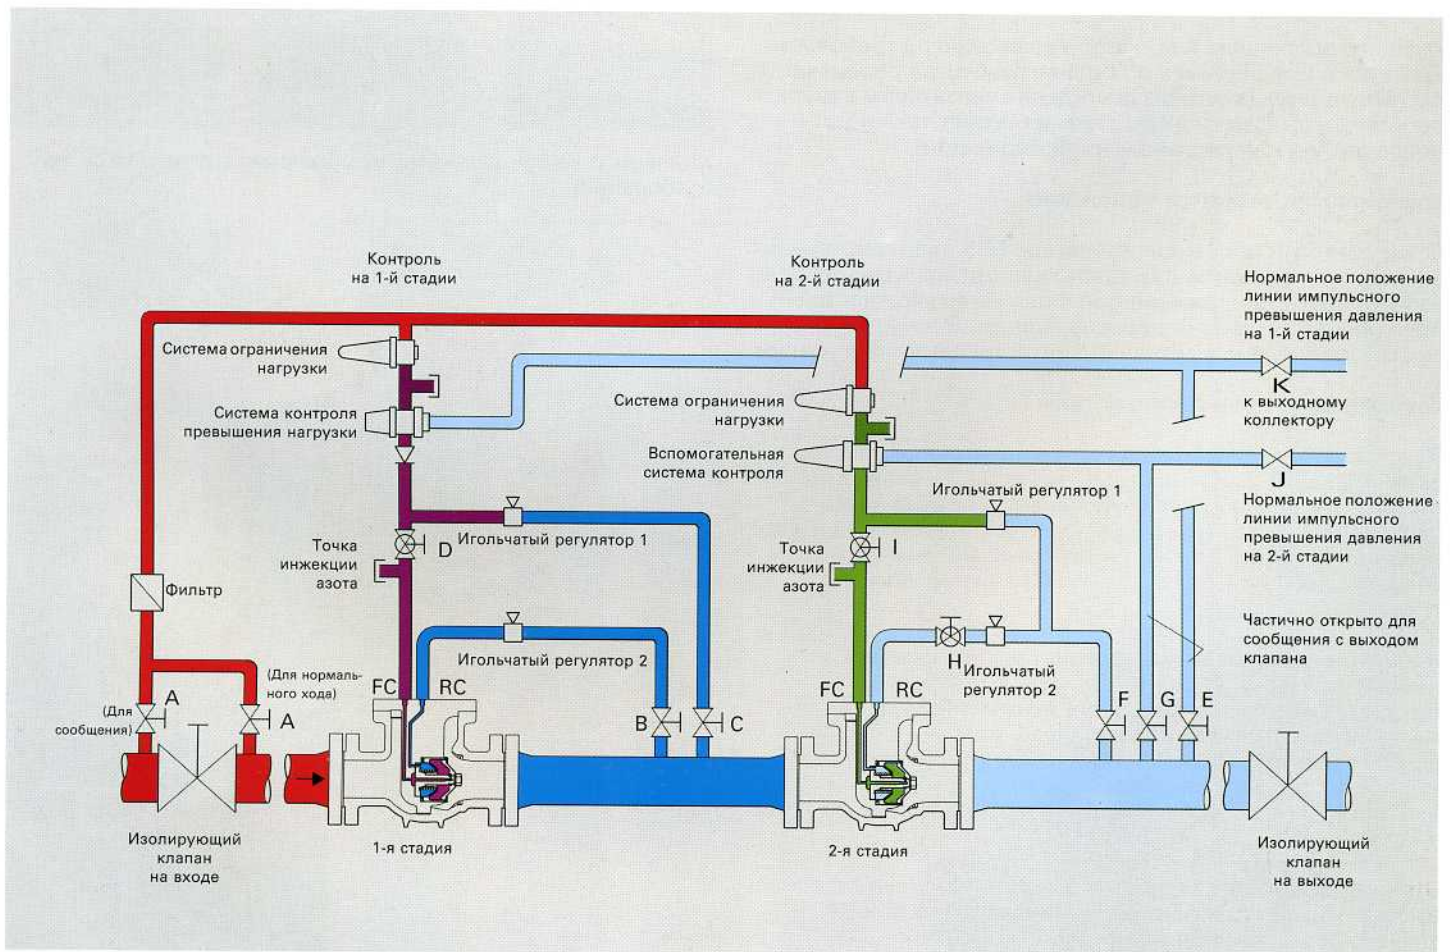 Контроль
на 1-й стадии
Контроль
на 2-й стадии
Нормальное положение
линии импульсного
превышения давления
на 1-й стадии
Система ограничения
нагрузки
K
к выходному
коллектору
Система контроля
превышения нагрузки
Система ограничения
нагрузки
Вспомогательная
система контроля
J
Нормальное положение
линии импульсного
превышения давления
на 2-й стадии
Игольчатый регулятор 1
Игольчатый регулятор 1
D
I
Точка
инжекции
азота
Точка
инжекции
азота
Фильтр
Частично открыто для
сообщения с выходом
клапана
Игольчатый регулятор 2
H
Игольчатый
регулятор 2
(Для нормаль-
ного хода)
FC
RC
FC
RC
A
(Для
сообщения)
A
B
C
F
G
E
Изолирующий
клапан
на входе
1-я стадия
2-я стадия
Изолирующий
клапан
на выходе